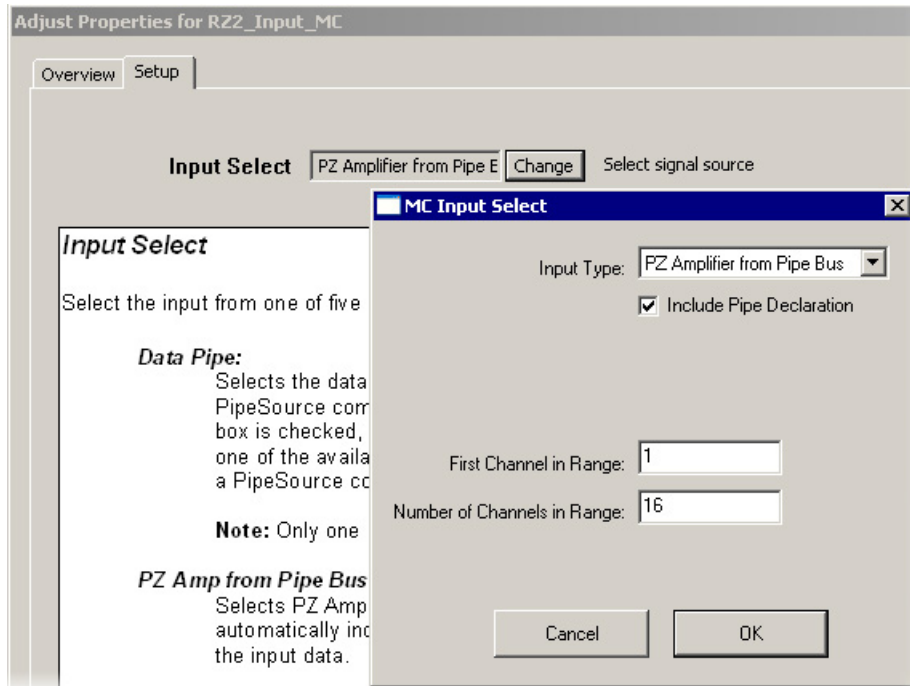 Adjust Properties for RZ2_Input_MC
Overview
Setup
Input Select
PZ Amplifier from Pipe E
Change
Select signal source
Input Select
Select the input from one of five
Data Pipe:
Selects the data
PipeSource com
box is checked,
one of the availa
a PipeSource co
Note: Only one
PZ Amp from Pipe Bus
Selects PZ Amp
automatically inc
the input data.
MC Input Select
Input Type:
PZ Amplifier from Pipe Bus
Include Pipe Declaration
First Channel in Range:
1
Number of Channels in Range:
16
Cancel
OK